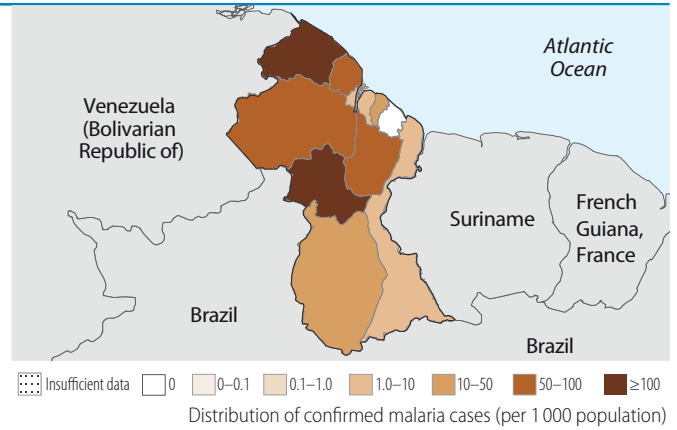 Atlantic
Ocean
Venezuela
(Bolivarian
Republic of)
Suriname
French
Guiana,
France
Brazil
Brazil
Insufficient data 0 0–0.1 0.1–1.0 1.0–10 10–50 50–100 ≥100
Distribution of confirmed malaria cases (per 1 000 population)